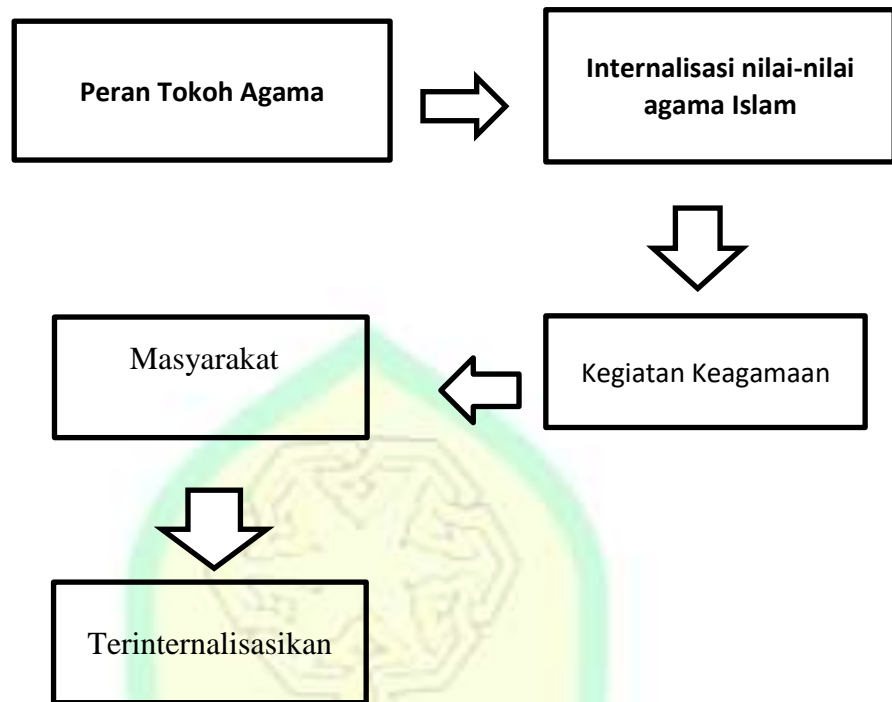 Peran Tokoh Agama
Internalisasi nilai-nilai
agama Islam
Kegiatan Keagamaan
Masyarakat
Terinternalisasikan